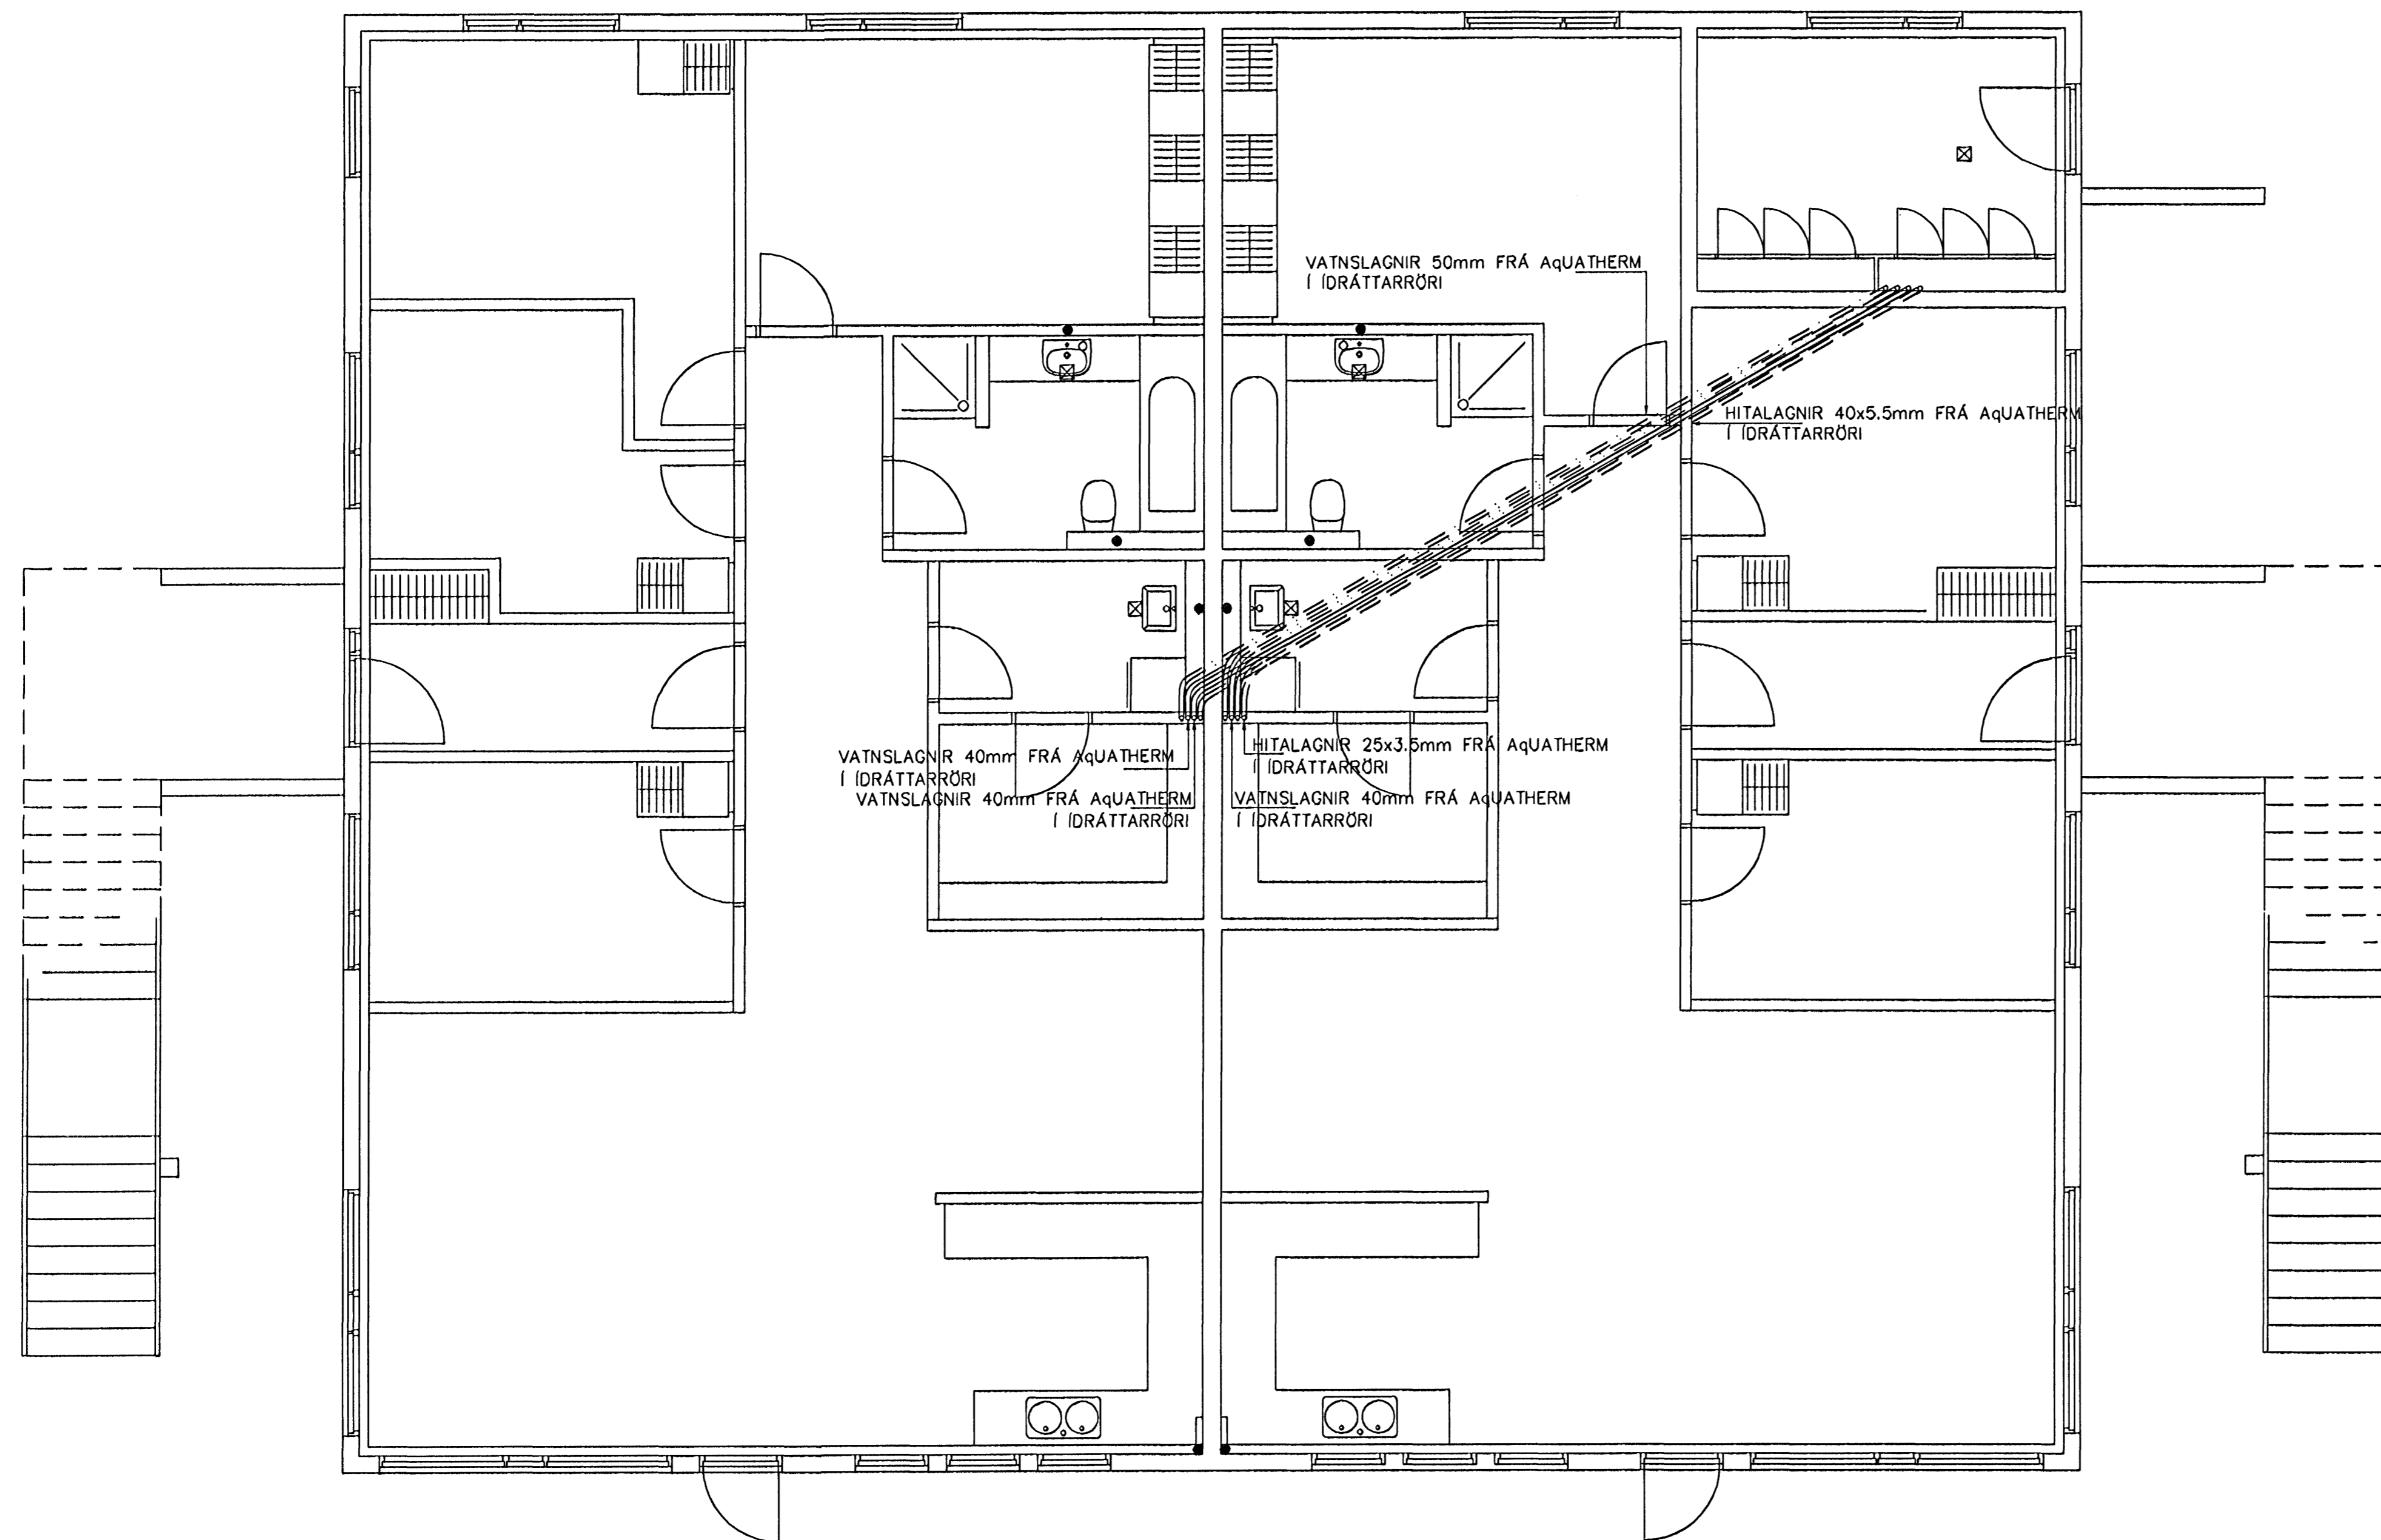 VATNSLAGNIR 50mm FRÁ AqUATHERM
Í ÍDRÁTTARRÖRI
HITALAGNIR 40x5.5mm FRÁ AqUATHERM
Í ÍDRÁTTARRÖRI
VATNSLAGNIR 40mm FRÁ AqUATHERM
Í ÍDRÁTTARRÖRI
HITALAGNIR 25x3.5mm FRÁ AqUATHERM
Í ÍDRÁTTARRÖRI
VATNSLAGNIR 40mm FRÁ AqUATHERM
Í ÍDRÁTTARRÖRI
VATNSLAGNIR 40mm FRÁ AqUATHERM
Í ÍDRÁTTARRÖRI